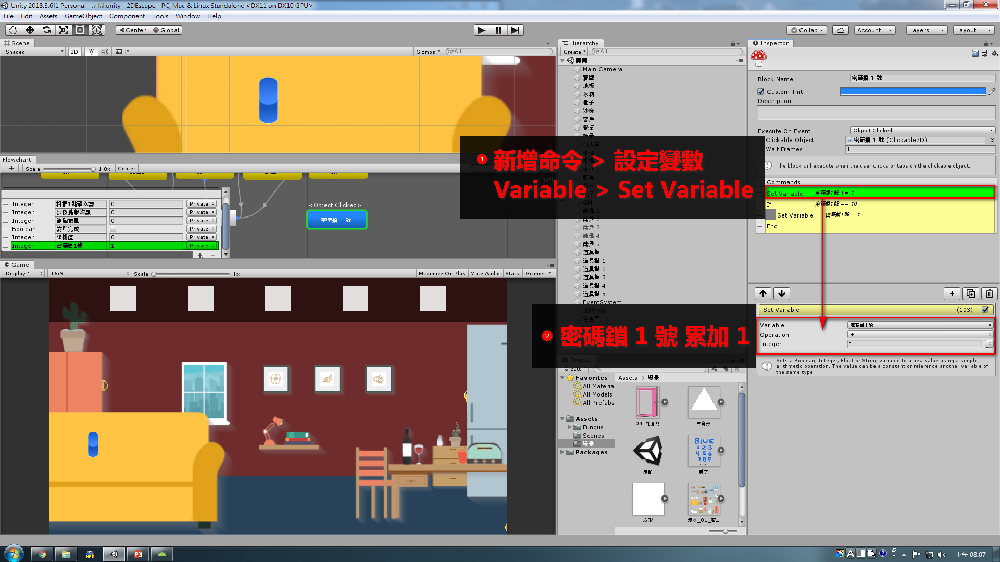 Unity 2018.3.6f1 Personal - 房間.unity - 2DEscape - PC, Mac & Linux Standalone <DX11 on DX10 GPU>
File Edit Assets GameObject Component Tools Window Help
Center Global
Collab Account Layers Layout
Scene
Shaded 2D Gizmos All
Flowchart
Scale 1.0x Center
Integer 相框1點擊次數 0 Private
Integer 沙發點擊次數 0 Private
Integer 鑰匙數量 0 Private
Boolean 對話完成 Private
Integer 隨機值 0 Private
Integer 密碼鎖1號 1 Private
<Object Clicked>
密碼鎖 1 號
Game
Display 1 16:9 Scale 1x Maximize On Play Mute Audio Stats Gizmos
Hierarchy
Create All
房間
Main Camera
牆壁
地板
冰箱
櫃子
沙發
窗戶
餐桌
椅子
仙人掌
相框 1
GM
鑰匙 1
鑰匙 2
鑰匙 3
鑰匙 4
鑰匙 5
道具欄
道具欄 1
道具欄 2
道具欄 3
道具欄 4
道具欄 5
EventSystem
任意門
1 新增命令 > 設定變數
Variable > Set Variable
2 密碼鎖 1 號 累加 1
Project
Create
Favorites
All Materia
All Models
All Prefabs
Assets
Fungus
Scenes
場景
Packages
Assets > 場景
04_任意門
三角形
BLUE
1 2 3
4 5 6
7 8 9
房間
數字
方形
素材_01_密...
Inspector
Block Name 密碼鎖 1 號
Custom Tint
Description
Execute On Event Object Clicked
Clickable Object 密碼鎖 1 號 (Clickable2D)
Wait Frames 1
The block will execute when the user clicks or taps on the clickable object.
Commands
Set Variable 密碼鎖1號 += 1
If 密碼鎖1號 == 10
Set Variable 密碼鎖1號 = 1
End
Set Variable (103)
Variable 密碼鎖1號
Operation +=
Integer 1
Sets a Boolean, Integer, Float or String variable to a new value using a simple
arithmetic operation. The value can be a constant or reference another variable of
the same type.
HFS
下午 08:07